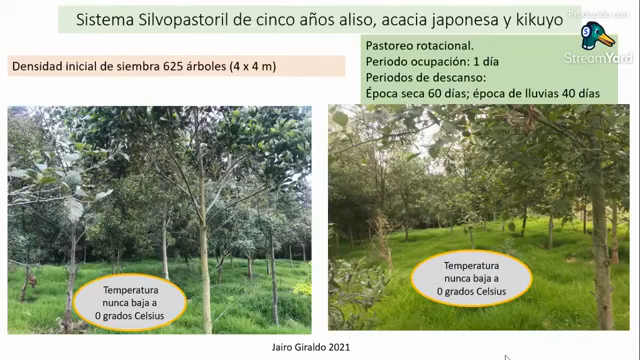 Sistema Silvopastoril de cinco años aliso, acacia japonesa y kikuyo
Producido con
StreamYard
Densidad inicial de siembra 625 árboles (4 x 4 m)
Pastoreo rotacional.
Periodo ocupación: 1 día
Periodos de descanso:
Época seca 60 días; época de lluvias 40 días
Temperatura
nunca baja a
0 grados Celsius
Temperatura
nunca baja a
0 grados Celsius
Jairo Giraldo 2021